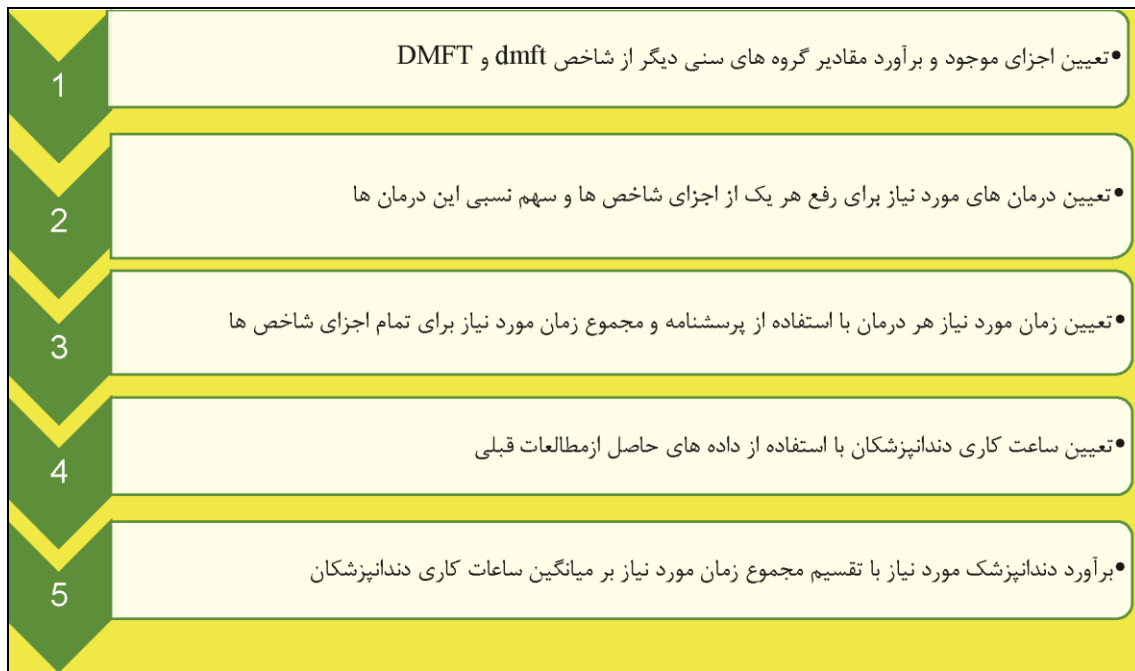 1
•تعیین اجزای موجود و برآورد مقادیر گروه های سنی دیگر از شاخص dmft و DMFT
2
•تعیین درمان های مورد نیاز برای رفع هر یک از اجزای شاخص ها و سهم نسبی این درمان ها
3
•تعیین زمان مورد نیاز هر درمان با استفاده از پرسشنامه و مجموع زمان مورد نیاز برای تمام اجزای شاخص ها
4
•تعیین ساعت کاری دندانپزشکان با استفاده از داده های حاصل ازمطالعات قبلی
5
•برآورد دندانپزشک مورد نیاز با تقسیم مجموع زمان مورد نیاز بر میانگین ساعات کاری دندانپزشکان